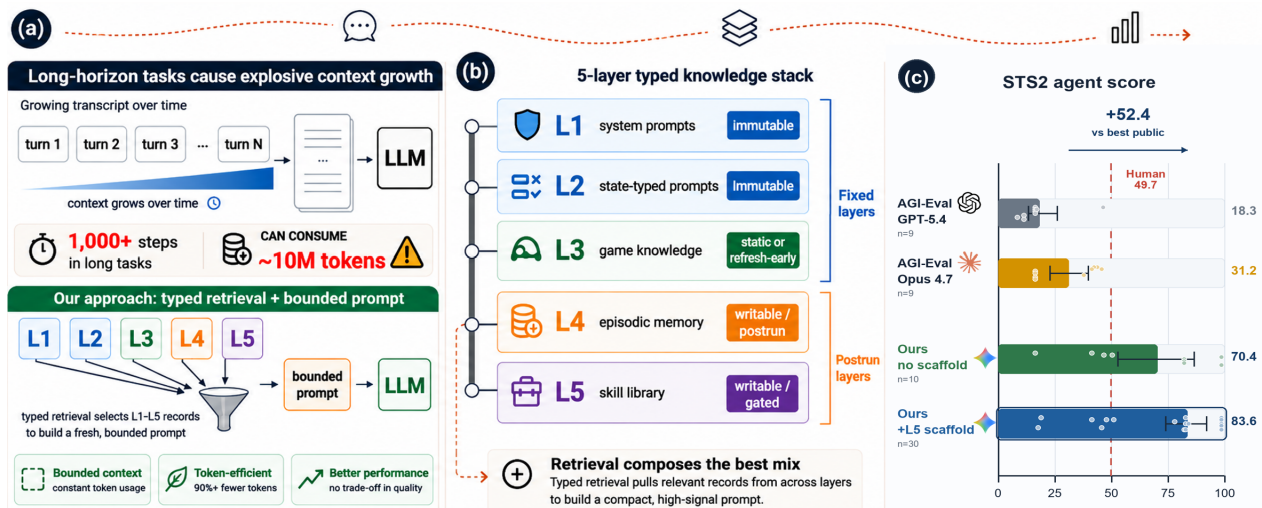 (a)
Long-horizon tasks cause explosive context growth
Growing transcript over time
turn 1
turn 2
turn 3
...
turn N
...
LLM
context grows over time
1,000+ steps
in long tasks
CAN CONSUME
~10M tokens
Our approach: typed retrieval + bounded prompt
L1
L2
L3
L4
L5
bounded
prompt
LLM
typed retrieval selects L1-L5 records
to build a fresh, bounded prompt
Bounded context
constant token usage
Token-efficient
90%+ fewer tokens
Better performance
no trade-off in quality
(b)
5-layer typed knowledge stack
L1 system prompts immutable
L2 state-typed prompts Immutable
L3 game knowledge static or
refresh-early
L4 episodic memory writable /
postrun
L5 skill library writable /
gated
Fixed
layers
Postrun
layers
Retrieval composes the best mix
Typed retrieval pulls relevant records from across layers
to build a compact, high-signal prompt.
(c)
STS2 agent score
+52.4
vs best public
Human
49.7
AGI-Eval
GPT-5.4
n=9
18.3
AGI-Eval
Opus 4.7
n=9
31.2
Ours
no scaffold
n=10
70.4
Ours
+L5 scaffold
n=30
83.6
0 25 50 75 100